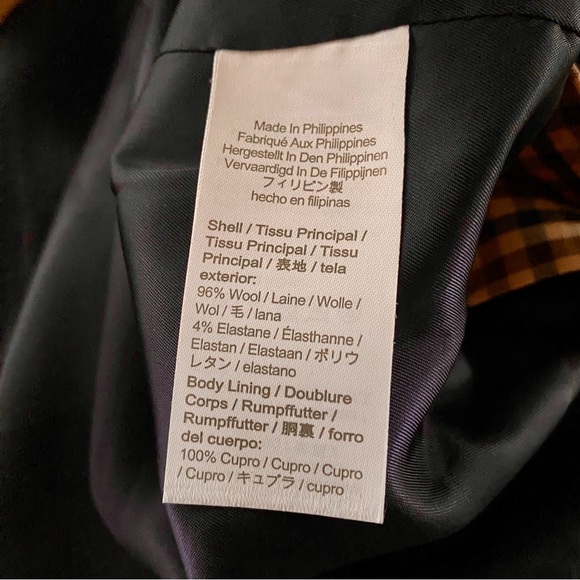 Made In Philippines
Fabriqué Aux Philippines
Hergestellt In Den Philippinen
Vervaardigd In De Filippijnen
フィリピン製
hecho en filipinas
Shell / Tissu Principal /
Tissu Principal / Tissu
Principal / 表地 / tela
exterior:
96% Wool / Laine / Wolle /
Wol / 毛 / lana
4% Elastane / Élasthanne /
Elastan / Elastaan / ポリウ
レタン / elastano
Body Lining / Doublure
Corps / Rumpffutter /
Rumpffutter / 胴裏 / forro
del cuerpo:
100% Cupro / Cupro / Cupro
/ Cupro / キュプラ / cupro